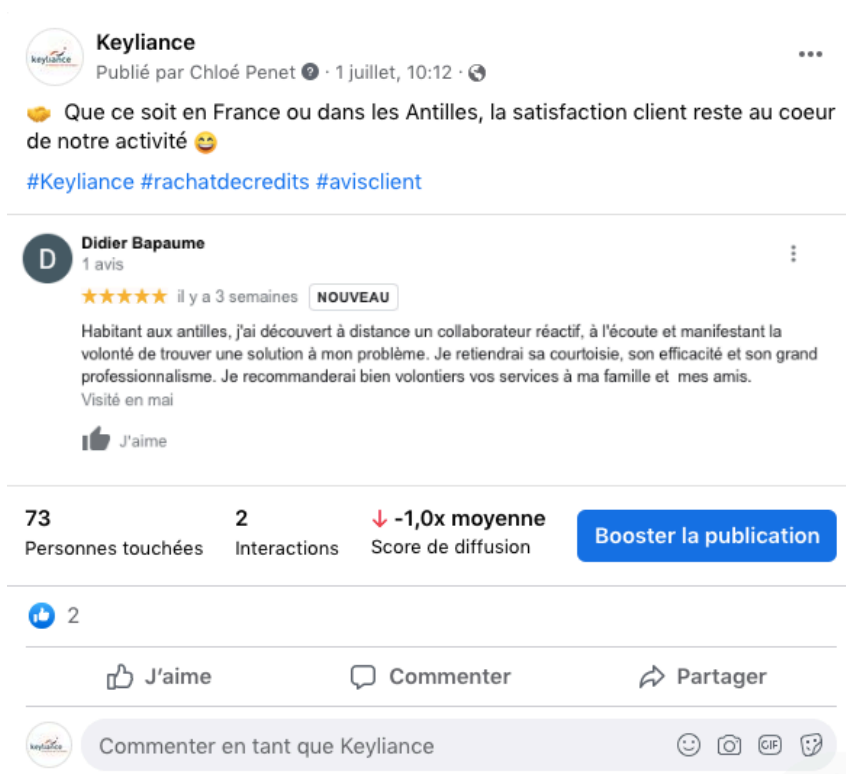 keyliance
Keyliance
Publié par Chloé Penet · 1 juillet, 10:12 ·
🤝 Que ce soit en France ou dans les Antilles, la satisfaction client reste au coeur
de notre activité 😄
#Keyliance #rachatdecredits #avisclient
D
Didier Bapaume
1 avis
il y a 3 semaines NOUVEAU
Habitant aux antilles, j'ai découvert à distance un collaborateur réactif, à l'écoute et manifestant la
volonté de trouver une solution à mon problème. Je retiendrai sa courtoisie, son efficacité et son grand
professionnalisme. Je recommanderai bien volontiers vos services à ma famille et mes amis.
Visité en mai
J'aime
73 2 ↓ -1,0x moyenne
Personnes touchées Interactions Score de diffusion
Booster la publication
2
J'aime Commenter Partager
keyliance
Commenter en tant que Keyliance
GIF